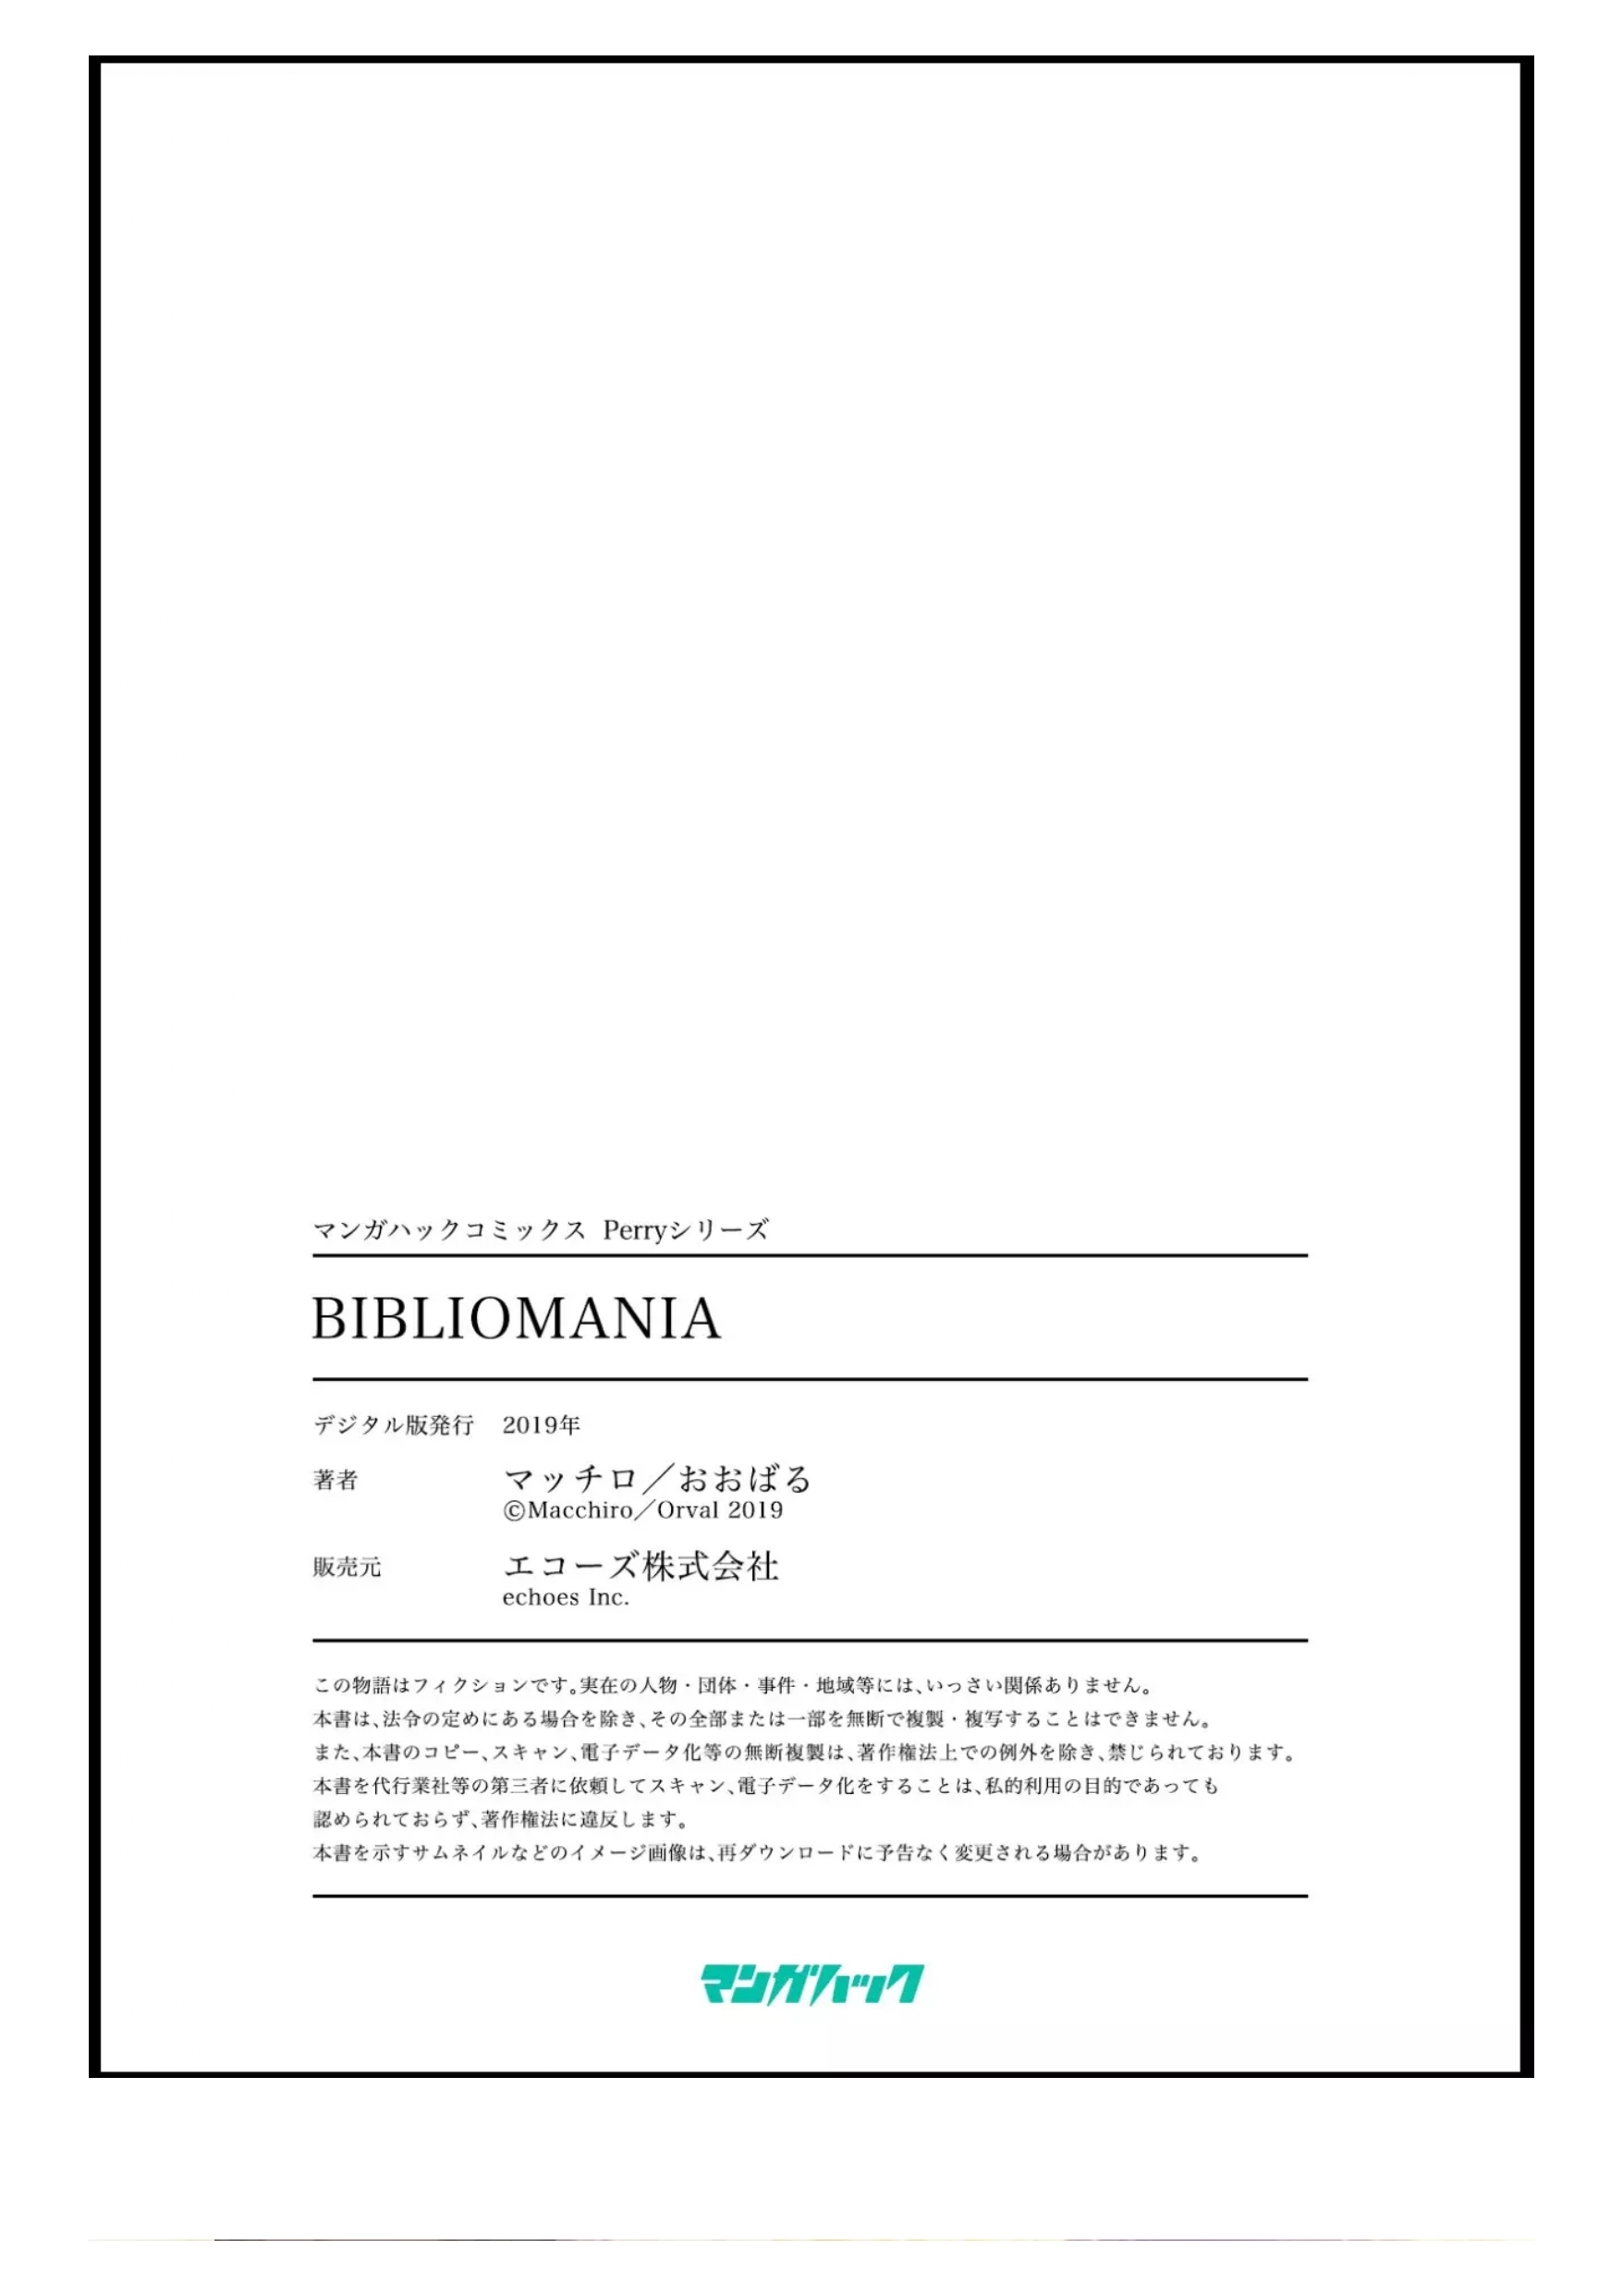 マンガハックコミックス Perryシリーズ
BIBLIOMANIA
デジタル版発行 2019年
著者 マッチロ／おおばる
©Macchiro／Orval 2019
販売元 エコーズ株式会社
echoes Inc.
この物語はフィクションです。実在の人物・団体・事件・地域等には、いっさい関係ありません。
本書は、法令の定めにある場合を除き、その全部または一部を無断で複製・複写することはできません。
また、本書のコピー、スキャン、電子データ化等の無断複製は、著作権法上での例外を除き、禁じられております。
本書を代行業社等の第三者に依頼してスキャン、電子データ化をすることは、私的利用の目的であっても
認められておらず、著作権法に違反します。
本書を示すサムネイルなどのイメージ画像は、再ダウンロードに予告なく変更される場合があります。
マンガハック